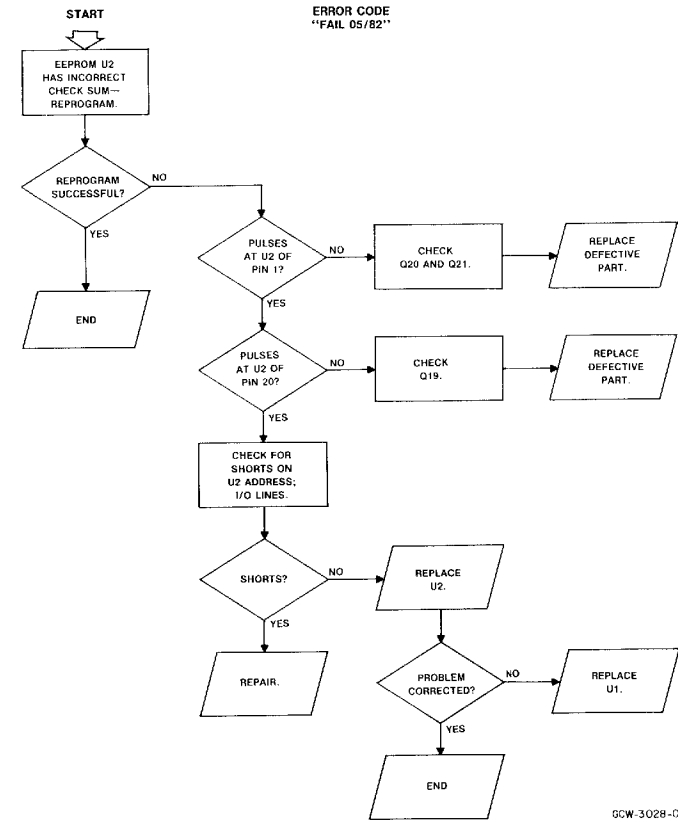 START
ERROR CODE
"FAIL 05/82"
EEPROM U2
HAS INCORRECT
CHECK SUM—
REPROGRAM.
REPROGRAM
SUCCESSFUL?
NO
YES
END
PULSES
AT U2 OF
PIN 1?
NO
YES
CHECK
Q20 AND Q21.
REPLACE
DEFECTIVE
PART.
PULSES
AT U2 OF
PIN 20?
NO
YES
CHECK
Q19.
REPLACE
DEFECTIVE
PART.
CHECK FOR
SHORTS ON
U2 ADDRESS;
I/O LINES.
SHORTS?
NO
YES
REPLACE
U2.
REPAIR.
PROBLEM
CORRECTED?
NO
YES
REPLACE
U1.
END